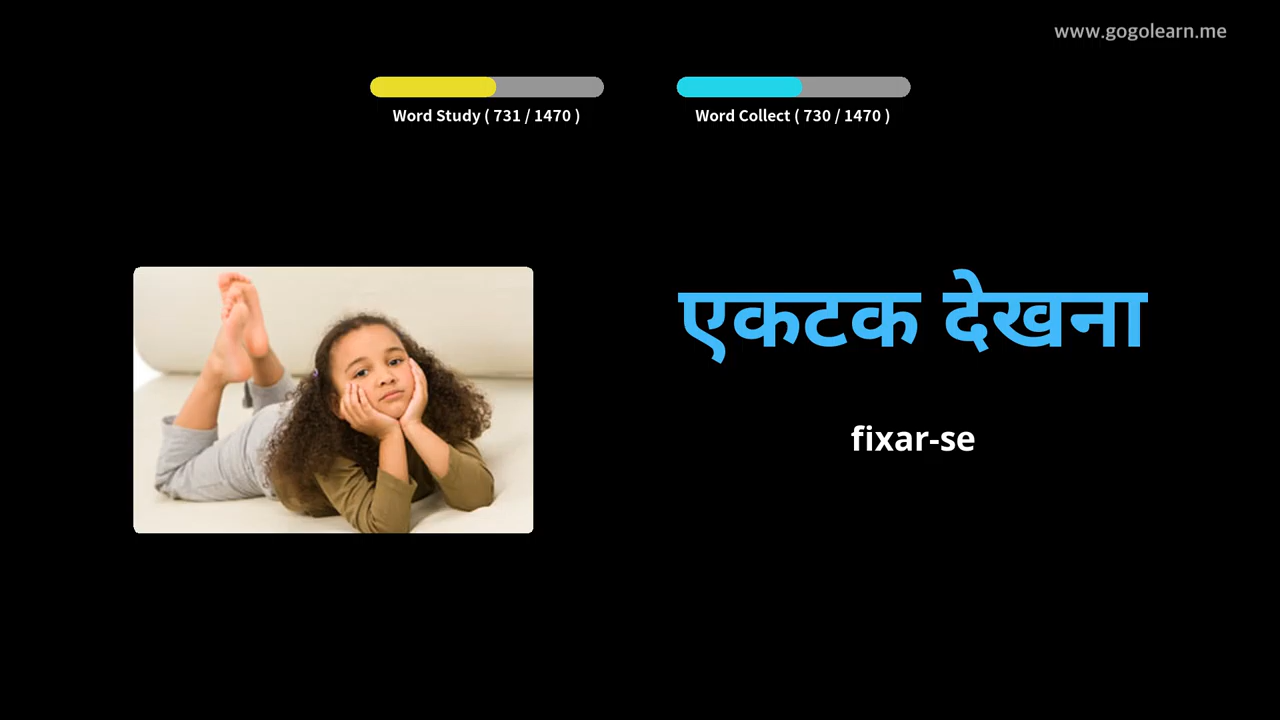 www.gogolearn.me
Word Study ( 731 / 1470 )
Word Collect ( 730 / 1470 )
एकटक देखना
fixar-se